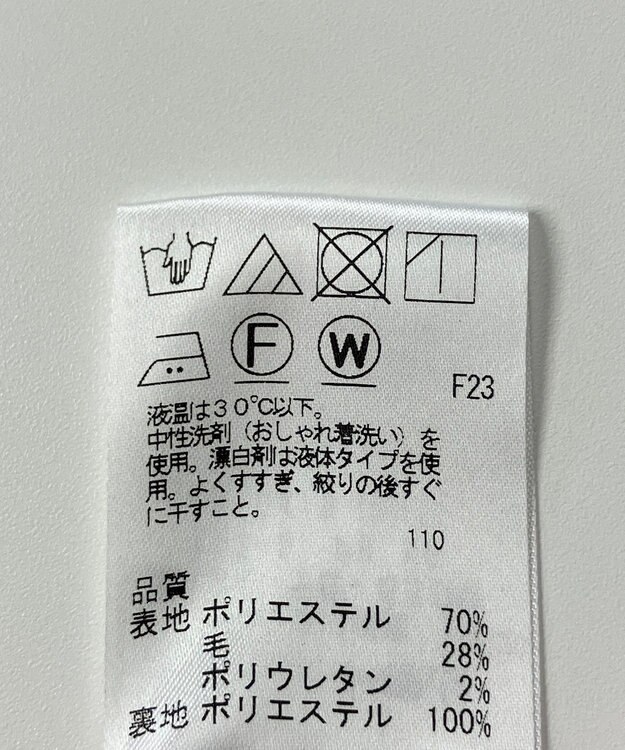 F W
F23
液温は30℃以下。
中性洗剤（おしゃれ着洗い）を
使用。漂白剤は液体タイプを使
用。よくすすぎ、絞りの後すぐ
に干すこと。
110
品質
表地 ポリエステル 70%
毛 28%
ポリウレタン 2%
裏地 ポリエステル 100%